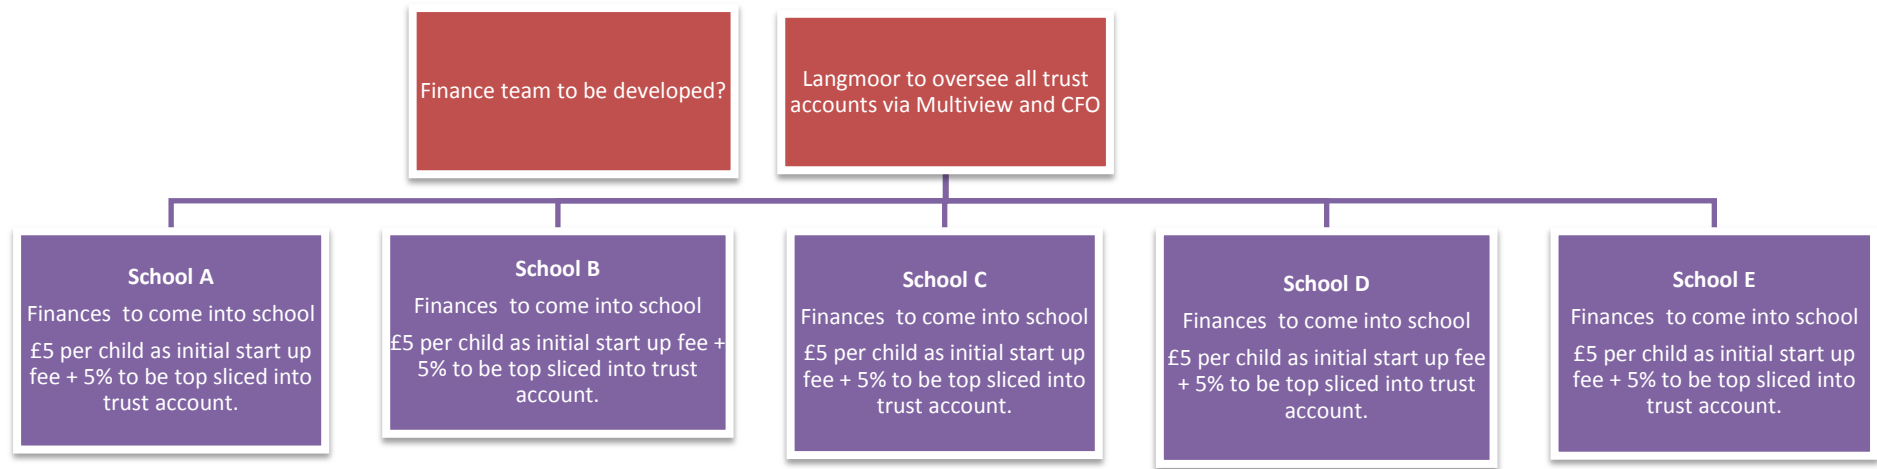 Finance team to be developed?
Langmoor to oversee all trust
accounts via Multiview and CFO
School A
Finances  to come into school
£5 per child as initial start up
fee + 5% to be top sliced into
trust account.
School B
Finances  to come into school
£5 per child as initial start up fee +
5% to be top sliced into trust
account.
School C
Finances  to come into school
£5 per child as initial start up
fee + 5% to be top sliced into
trust account.
School D
Finances  to come into school
£5 per child as initial start up fee
+ 5% to be top sliced into trust
account.
School E
Finances  to come into school
£5 per child as initial start up
fee + 5% to be top sliced into
trust account.